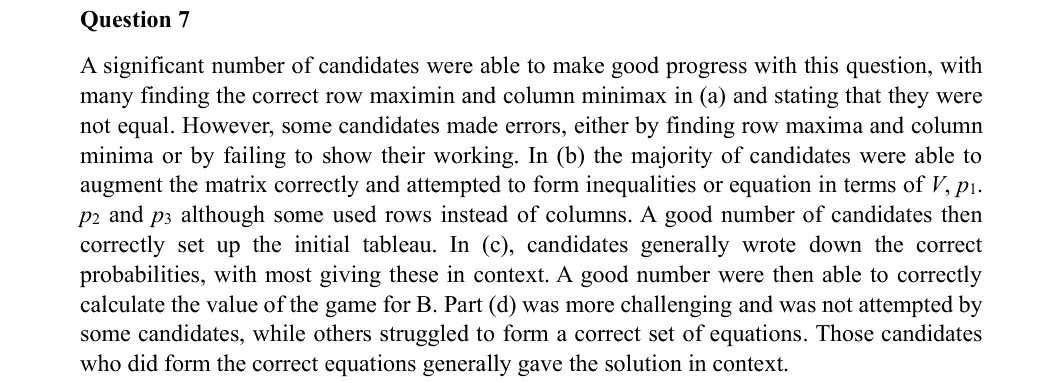 Question 7
A significant number of candidates were able to make good progress with this question, with
many finding the correct row maximin and column minimax in (a) and stating that they were
not equal. However, some candidates made errors, either by finding row maxima and column
minima or by failing to show their working. In (b) the majority of candidates were able to
augment the matrix correctly and attempted to form inequalities or equation in terms of V, p₁.
p₂ and p₃ although some used rows instead of columns. A good number of candidates then
correctly set up the initial tableau. In (c), candidates generally wrote down the correct
probabilities, with most giving these in context. A good number were then able to correctly
calculate the value of the game for B. Part (d) was more challenging and was not attempted by
some candidates, while others struggled to form a correct set of equations. Those candidates
who did form the correct equations generally gave the solution in context.